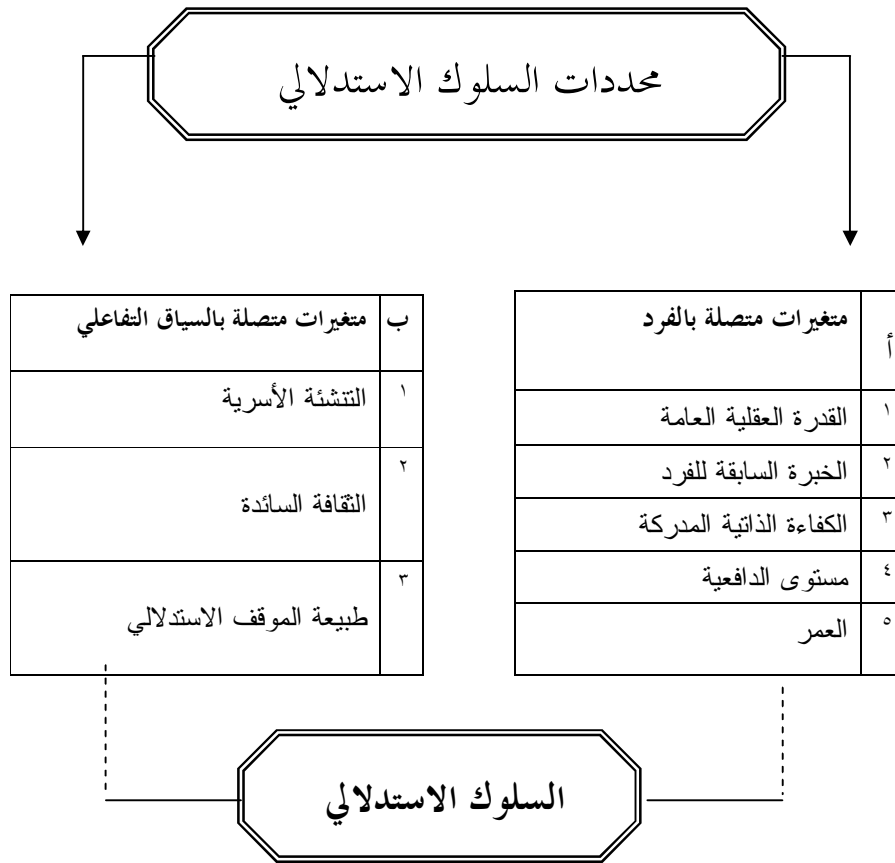 محددات السلوك الاستدلالي
أ متغيرات متصلة بالفرد
١ القدرة العقلية العامة
٢ الخبرة السابقة للفرد
٣ الكفاءة الذاتية المدركة
٤ مستوى الدافعية
٥ العمر
ب متغيرات متصلة بالسياق التفاعلي
١ التنشئة الأسرية
٢ الثقافة السائدة
٣ طبيعة الموقف الاستدلالي
السلوك الاستدلالي